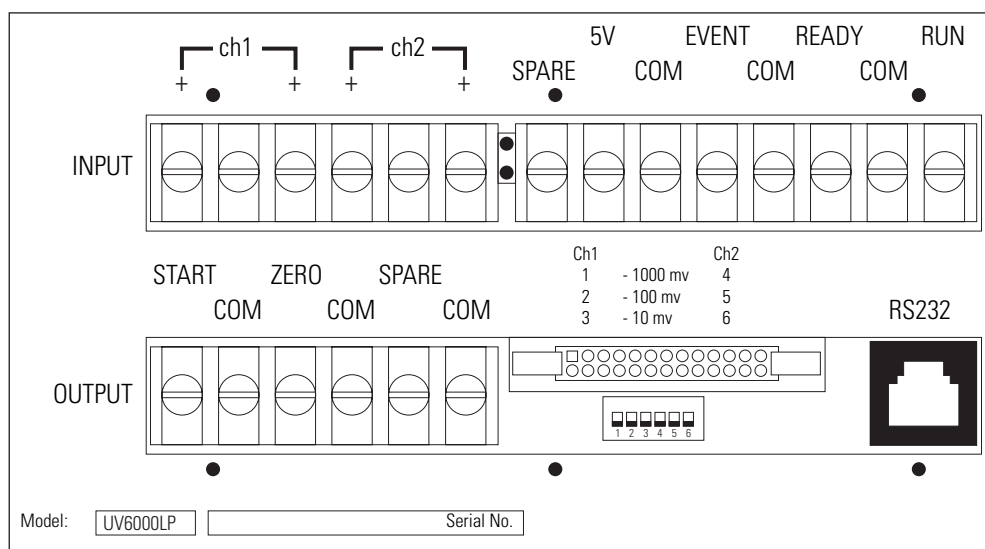 ch1 ch2 5V EVENT READY RUN
+ + + + SPARE COM COM COM
INPUT
Ch1 Ch2
START ZERO SPARE 1 - 1000 mv 4
2 - 100 mv 5
COM COM COM 3 - 10 mv 6 RS232
OUTPUT
1 2 3 4 5 6
Model: UV6000LP Serial No.